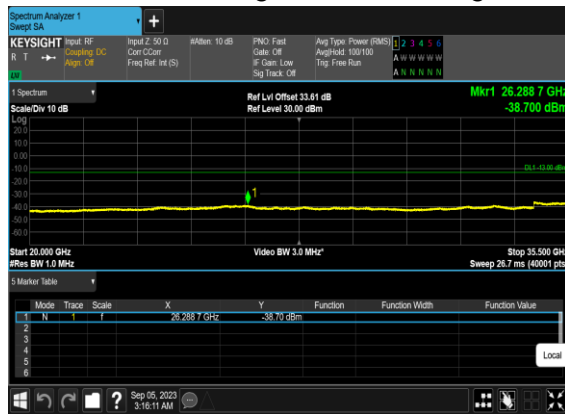 Spectrum Analyzer 1
Swept SA
+
KEYSIGHT Input: RF Input Z: 50 Ω #Atten: 10 dB PNO: Fast Avg Type: Power (RMS) 1 2 3 4 5 6
R T Coupling: DC Corr CCorr Gate: Off Avg|Hold: 100/100 A W W W W W
Align: Off Freq Ref: Int (S) IF Gain: Low Trig: Free Run
LW Sig Track: Off A N N N N N
1 Spectrum Ref Lvl Offset 33.61 dB Mkr1 26.288 7 GHz
Scale/Div 10 dB Ref Level 30.00 dBm -38.700 dBm
Log
20.0
10.0
0.00
DL1 -13.00 dBm
-10.0
-20.0
-30.0 1
-40.0
-50.0
-60.0
Start 20.000 GHz Video BW 3.0 MHz* Stop 35.500 GHz
#Res BW 1.0 MHz Sweep 26.7 ms (40001 pts
5 Marker Table
Mode Trace Scale X Y Function Function Width Function Value
1 N 1 f 26.288 7 GHz -38.70 dBm
2
3
4
5
6
Local
? Sep 05, 2023
3:16:11 AM